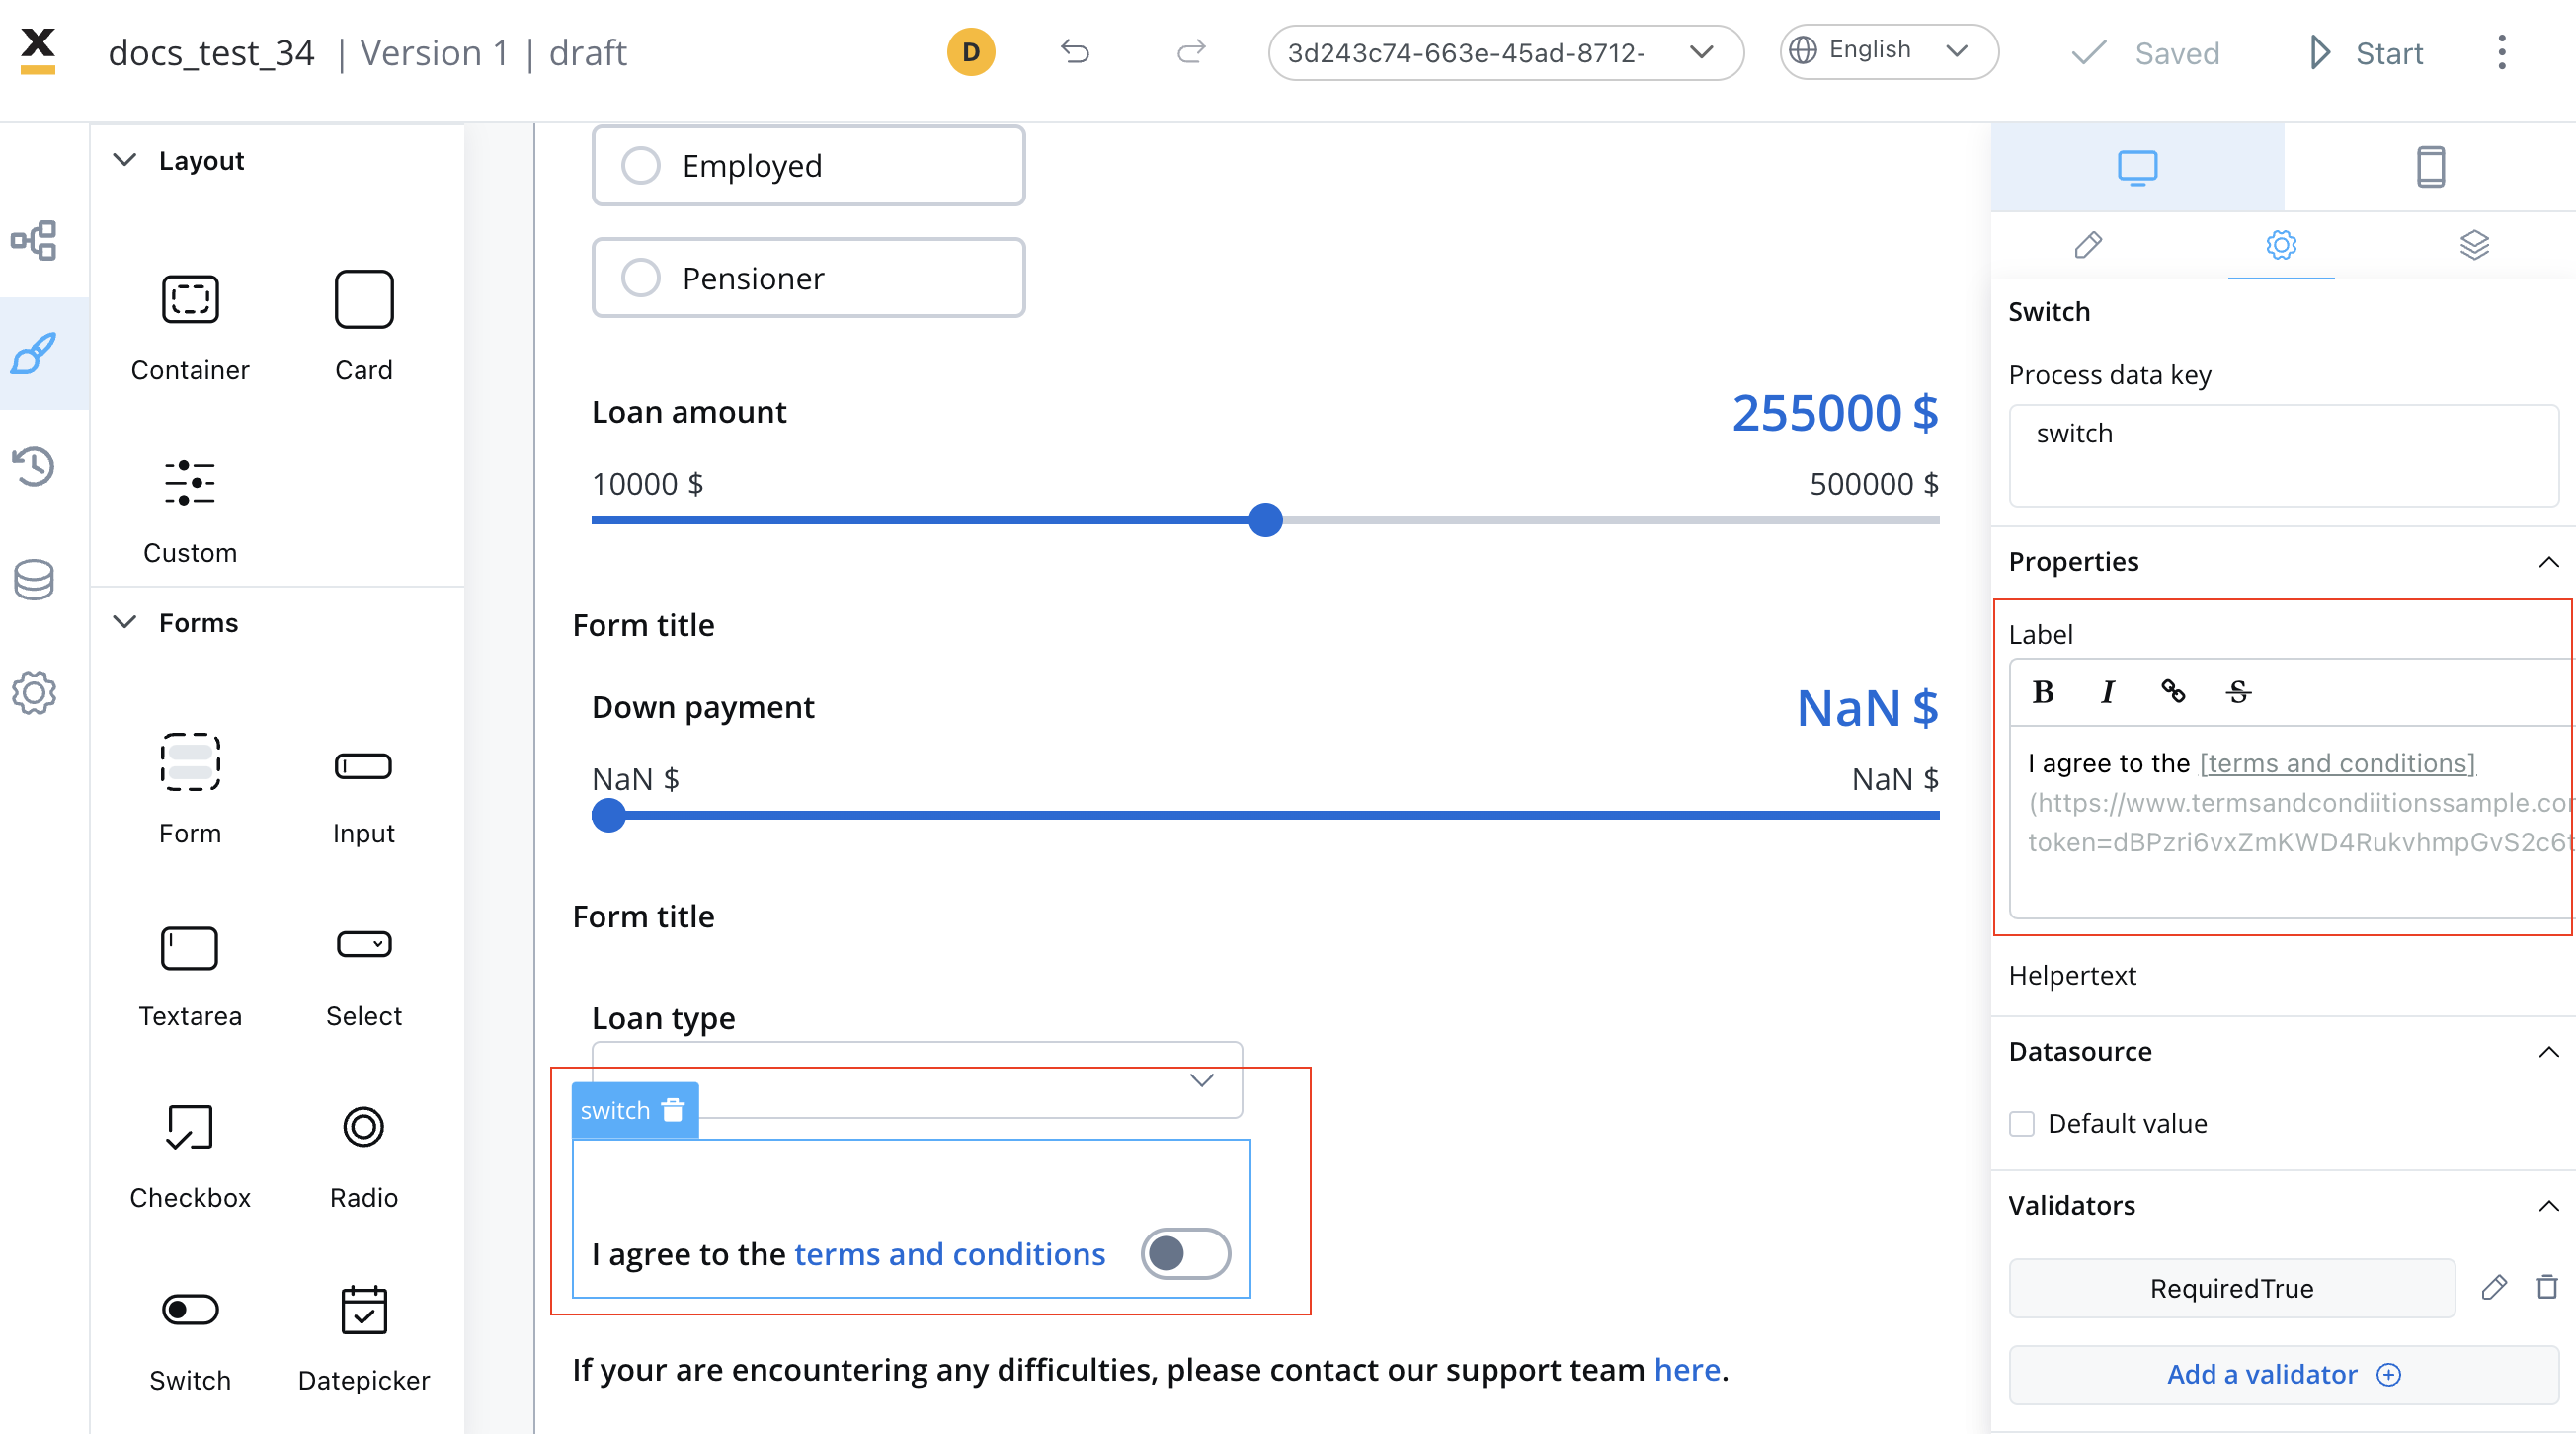 docs_test_34 | Version 1 | draft
D
3d243c74-663e-45ad-8712-
English
Saved
Start
Layout
Container
Card
Custom
Forms
Form
Input
Textarea
Select
Checkbox
Radio
Switch
Datepicker
Employed
Pensioner
Loan amount
255000 $
10000 $
500000 $
Form title
Down payment
NaN $
NaN $
NaN $
Form title
Loan type
switch
I agree to the terms and conditions
If your are encountering any difficulties, please contact our support team here.
Switch
Process data key
switch
Properties
Label
B I S
I agree to the [terms and conditions]
(https://www.termsandcondiitionssample.co
token=dBPzri6vxZmKWD4RukvhmpGvS2c6t
Helpertext
Datasource
Default value
Validators
RequiredTrue
Add a validator